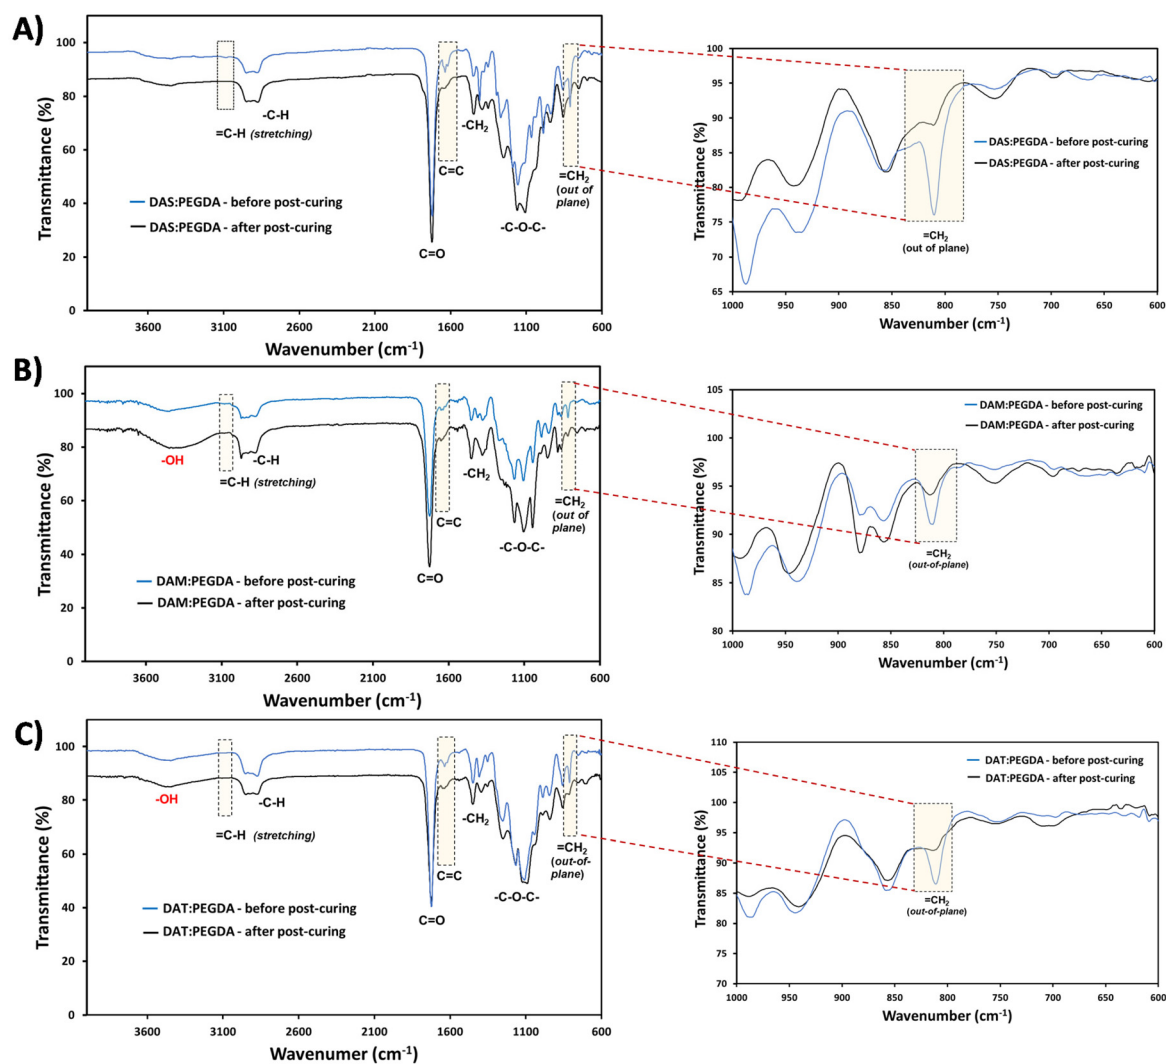 A)
Transmittance (%)
100
80
60
40
20
0
=C-H (stretching)
-C-H
-CH2
C=C
=CH2
(out of
plane)
-C-O-C-
C=O
DAS:PEGDA - before post-curing
DAS:PEGDA - after post-curing
3600 3100 2600 2100 1600 1100 600
Wavenumber (cm-1)
Transmittance (%)
100
95
90
85
80
75
70
65
DAS:PEGDA - before post-curing
DAS:PEGDA - after post-curing
=CH2
(out of plane)
1000 950 900 850 800 750 700 650 600
Wavenumber (cm-1)
B)
Transmittance (%)
100
80
60
40
20
0
-OH
-C-H
=C-H (stretching)
-CH2
C=C
=CH2
(out of
plane)
-C-O-C-
C=O
DAM:PEGDA - before post-curing
DAM:PEGDA - after post-curing
3600 3100 2600 2100 1600 1100 600
Wavenumber (cm-1)
Transmittance (%)
105
100
95
90
85
80
DAM:PEGDA - before post-curing
DAM:PEGDA - after post-curing
=CH2
(out-of-plane)
1000 950 900 850 800 750 700 650 600
Wavenumber (cm-1)
C)
Transmittance (%)
100
80
60
40
20
0
-OH
-C-H
=C-H (stretching)
-CH2
C=C
=CH2
(out-of-
plane)
-C-O-C-
C=O
DAT:PEGDA - before post-curing
DAT:PEGDA - after post-curing
3600 3100 2600 2100 1600 1100 600
Wavenumer (cm-1)
Transmittance (%)
110
105
100
95
90
85
80
75
70
DAT:PEGDA - before post-curing
DAT:PEGDA - after post-curing
=CH2
(out-of-plane)
1000 950 900 850 800 750 700 650 600
Wavenumber (cm-1)